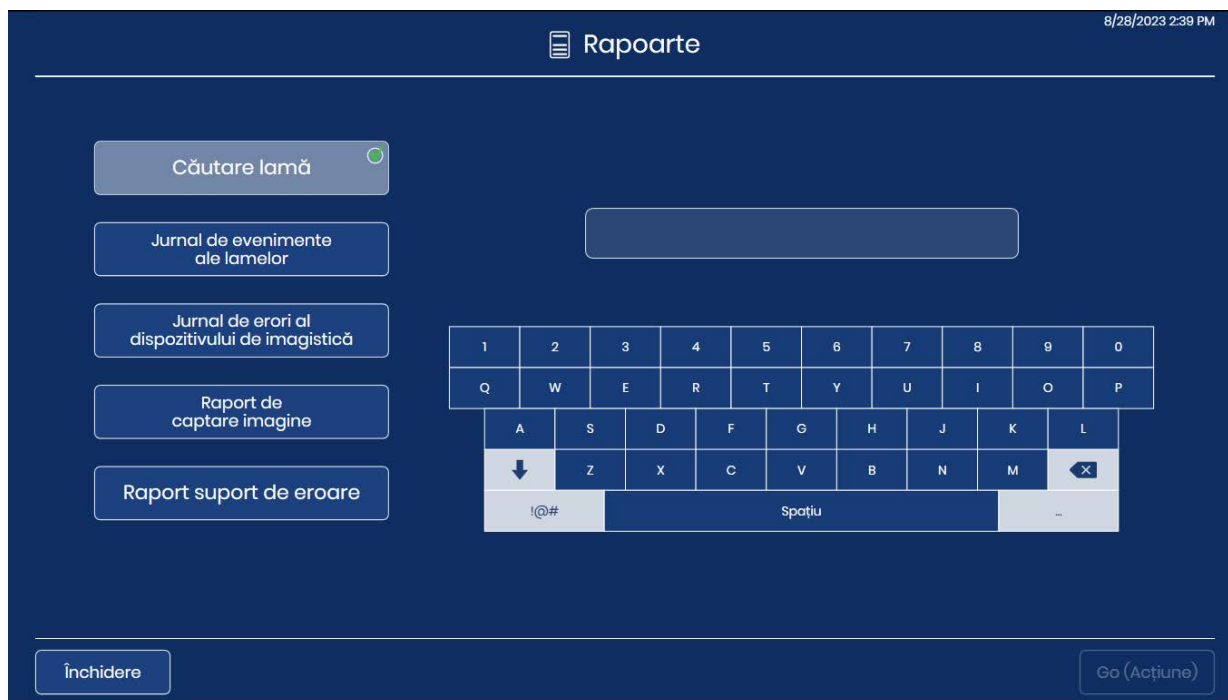 8/28/2023 2:39 PM
Rapoarte
Căutare lamă
Jurnal de evenimente
ale lamelor
Jurnal de erori al
dispozitivului de imagistică
Raport de
captare imagine
Raport suport de eroare
1 2 3 4 5 6 7 8 9 0
Q W E R T Y U I O P
A S D F G H J K L
Z X C V B N M
!@# Spațiu ...
Închidere
Go (Acțiune)